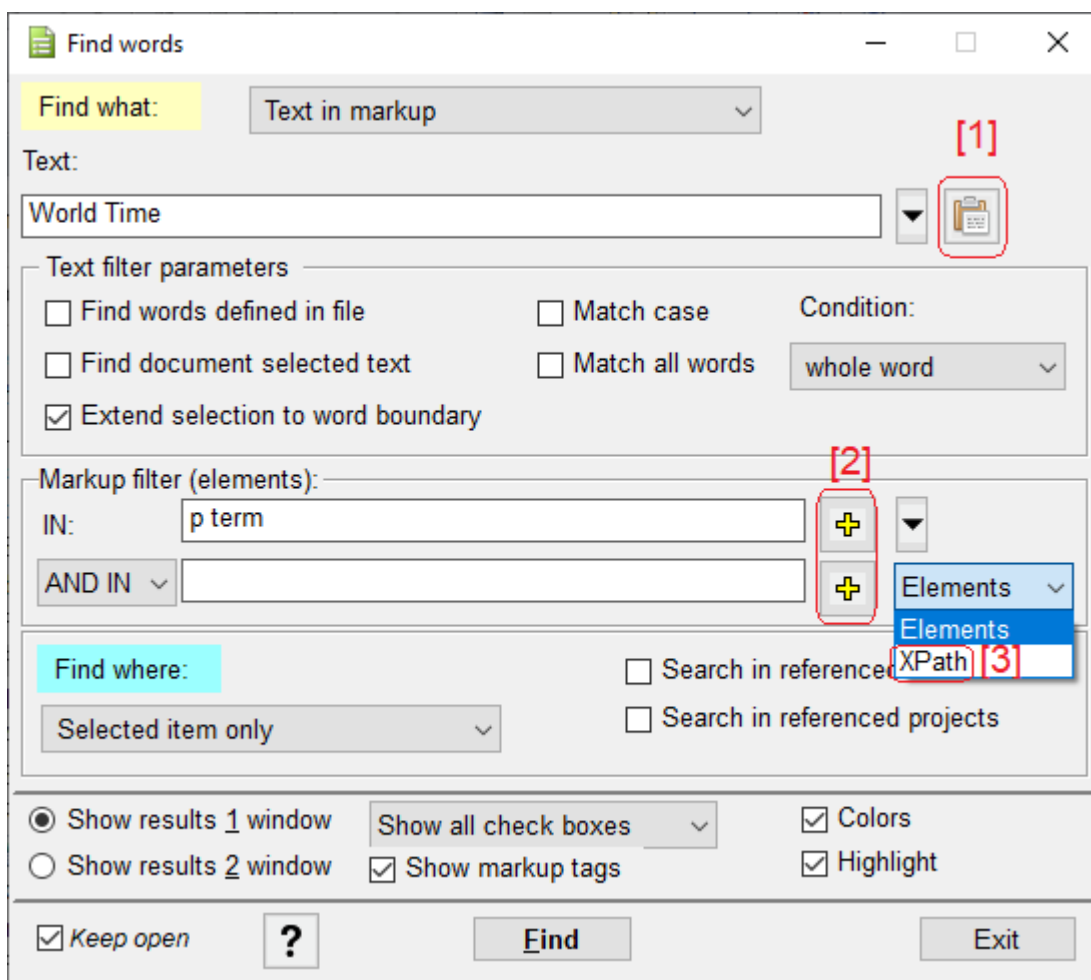 Find words
Find what: Text in markup
[1]
Text:
World Time
Text filter parameters
Find words defined in file Match case Condition:
Find document selected text Match all words whole word
Extend selection to word boundary
[2]
Markup filter (elements):
IN: p term
AND IN Elements
Elements
Find where: Search in referenced XPath [3]
Selected item only Search in referenced projects
Show results 1 window Show all check boxes Colors
Show results 2 window Show markup tags Highlight
Keep open ? Find Exit